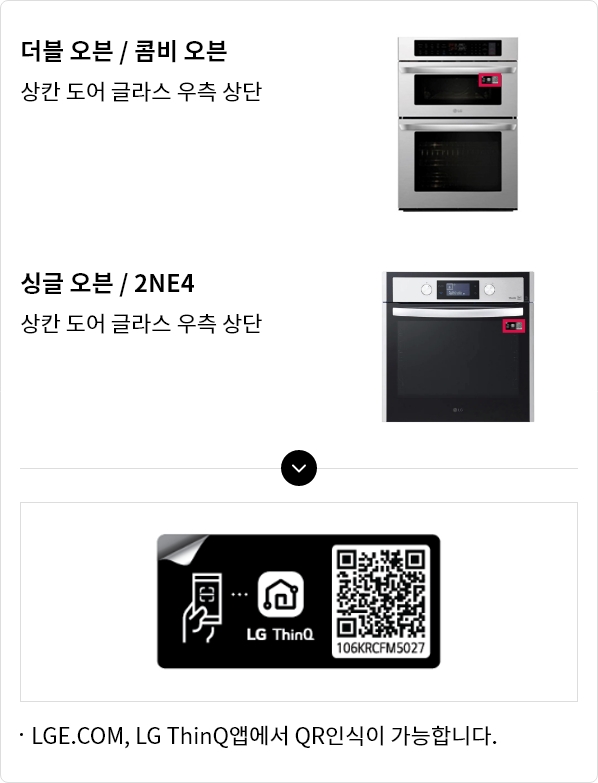 더블 오븐 / 콤비 오븐
상칸 도어 글라스 우측 상단
싱글 오븐 / 2NE4
상칸 도어 글라스 우측 상단
LG ThinQ
106KRCFM5027
· LGE.COM, LG ThinQ앱에서 QR인식이 가능합니다.